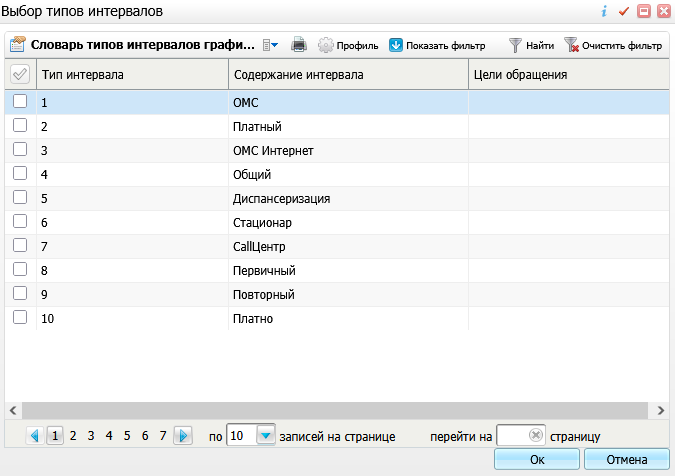 Выбор типов интервалов
Словарь типов интервалов графи... Профиль Показать фильтр Найти Очистить фильтр
Тип интервала Содержание интервала Цели обращения
1 ОМС
2 Платный
3 ОМС Интернет
4 Общий
5 Диспансеризация
6 Стационар
7 CallЦентр
8 Первичный
9 Повторный
10 Платно
1 2 3 4 5 6 7 по 10 записей на странице перейти на страницу
Ок Отмена